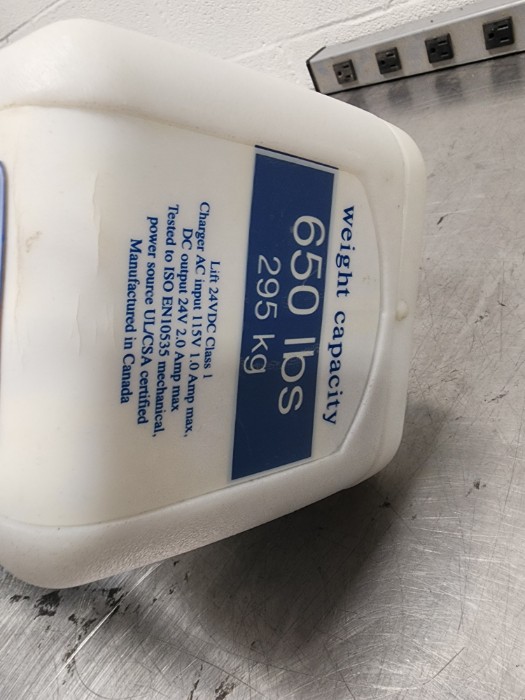 weight capacity
650 lbs
295 kg
Lift 24VDC Class 1
Charger AC input 115V 1.0 Amp max,
DC output 24V 2.0 Amp max
Tested to ISO EN10535 mechanical,
power source UL/CSA certified
Manufactured in Canada